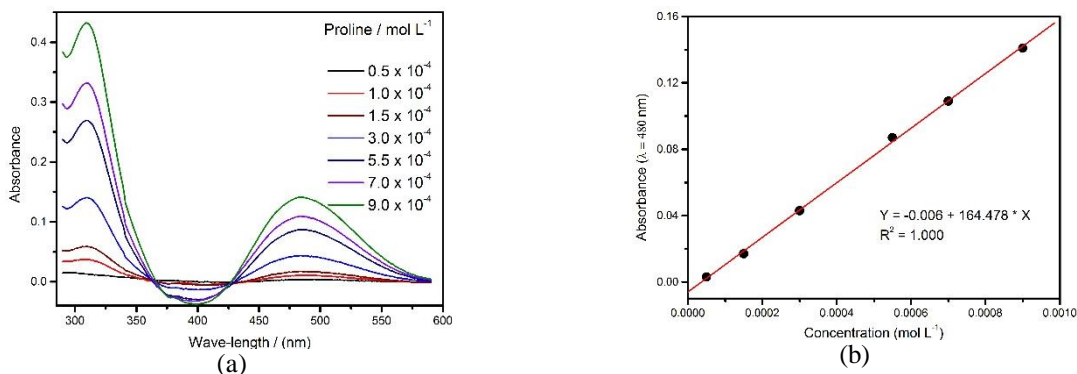 Proline / mol L⁻¹
0.5 x 10⁻⁴
1.0 x 10⁻⁴
1.5 x 10⁻⁴
3.0 x 10⁻⁴
5.5 x 10⁻⁴
7.0 x 10⁻⁴
9.0 x 10⁻⁴
Absorbance
0.4
0.3
0.2
0.1
0.0
300 350 400 450 500 550 600
Wave-length / (nm)
(a)
Absorbance (λ = 480 nm)
0.16
0.12
0.08
0.04
0.00
Y = -0.006 + 164.478 * X
R² = 1.000
0.0000 0.0002 0.0004 0.0006 0.0008 0.0010
Concentration (mol L⁻¹)
(b)